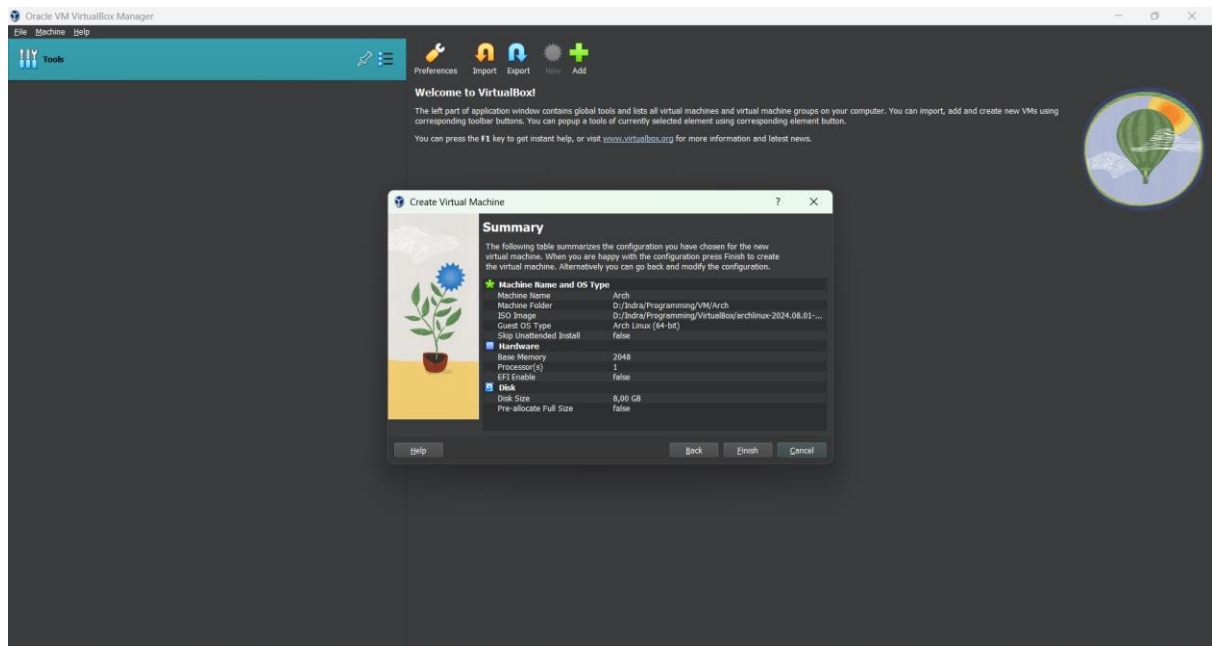 Oracle VM VirtualBox Manager
File Machine Help
Tools
Preferences Import Export New Add
Welcome to VirtualBox!
The left part of application window contains global tools and lists all virtual machines and virtual machine groups on your computer. You can import, add and create new VMs using
corresponding toolbar buttons. You can popup a tools of currently selected element using corresponding element button.
You can press the F1 key to get instant help, or visit www.virtualbox.org for more information and latest news.
Create Virtual Machine
Summary
The following table summarizes the configuration you have chosen for the new
virtual machine. When you are happy with the configuration press Finish to create
the virtual machine. Alternatively you can go back and modify the configuration.
Machine Name and OS Type
Machine Name Arch
Machine Folder D:/Indra/Programming/VM/Arch
ISO Image D:/Indra/Programming/VirtualBox/archlinux-2024.08.01-...
Guest OS Type Arch Linux (64-bit)
Skip Unattended Install false
Hardware
Base Memory 2048
Processor(s) 1
EFI Enable false
Disk
Disk Size 8,00 GB
Pre-allocate Full Size false
Help Back Finish Cancel